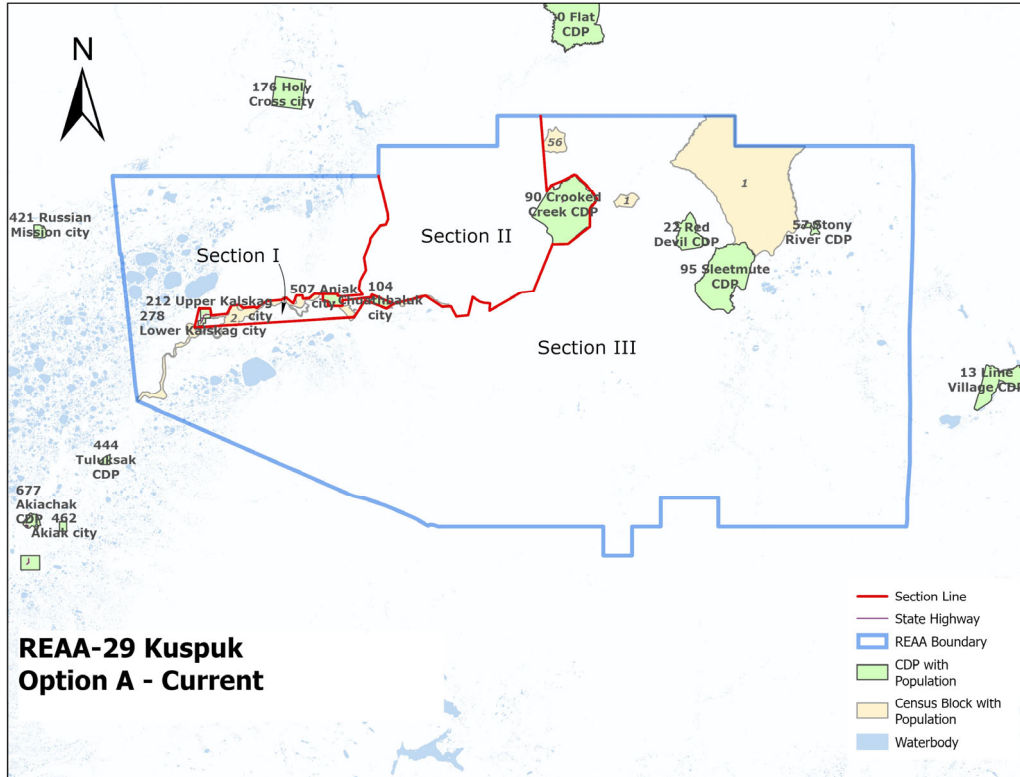 0 Flat
CDP
N
176 Holy
Cross city
56
1
90 Crooked
Creek CDP
1
421 Russian
Mission city
22 Red
Devil CDP
57 Stony
River CDP
Section II
Section I
95 Sleetmute
CDP
507 Aniak
city
104
Chuathbaluk
city
212 Upper Kalskag
city
278
Lower Kalskag city
2
Section III
13 Lime
Village CDP
444
Tuluksak
CDP
677
Akiachak
CDP
462
Akiak city
REAA-29 Kuspuk
Option A - Current
Section Line
State Highway
REAA Boundary
CDP with
Population
Census Block with
Population
Waterbody